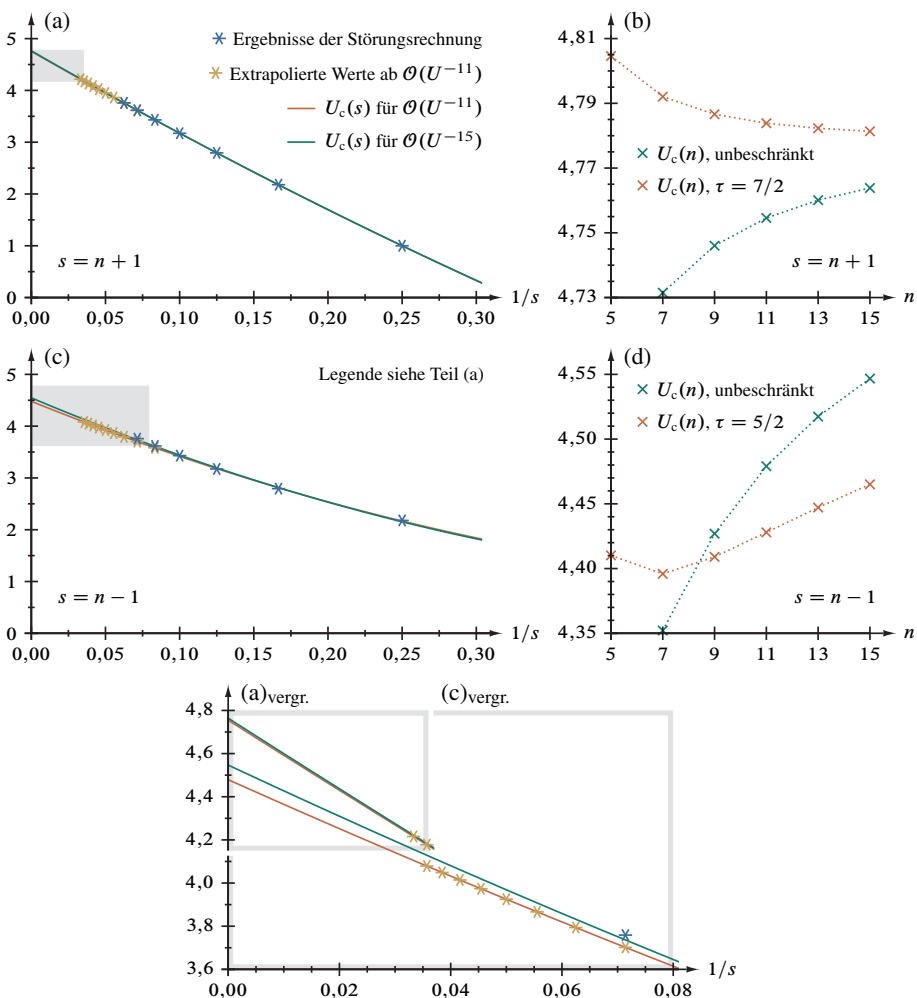 (a)
5
4
3
2
1
0
0,00 0,05 0,10 0,15 0,20 0,25 0,30
1/s
s = n + 1
Ergebnisse der Störungsrechnung
Extrapolierte Werte ab 𝒪(U⁻¹¹)
U_c(s) für 𝒪(U⁻¹¹)
U_c(s) für 𝒪(U⁻¹⁵)
(b)
4,81
4,79
4,77
4,75
4,73
5 7 9 11 13 15
n
U_c(n), unbeschränkt
U_c(n), τ = 7/2
s = n + 1
(c)
5
4
3
2
1
0
0,00 0,05 0,10 0,15 0,20 0,25 0,30
1/s
Legende siehe Teil (a)
s = n − 1
(d)
4,55
4,50
4,45
4,40
4,35
5 7 9 11 13 15
n
U_c(n), unbeschränkt
U_c(n), τ = 5/2
s = n − 1
(a)vergr.
(c)vergr.
4,8
4,6
4,4
4,2
4,0
3,8
3,6
0,00 0,02 0,04 0,06 0,08
1/s